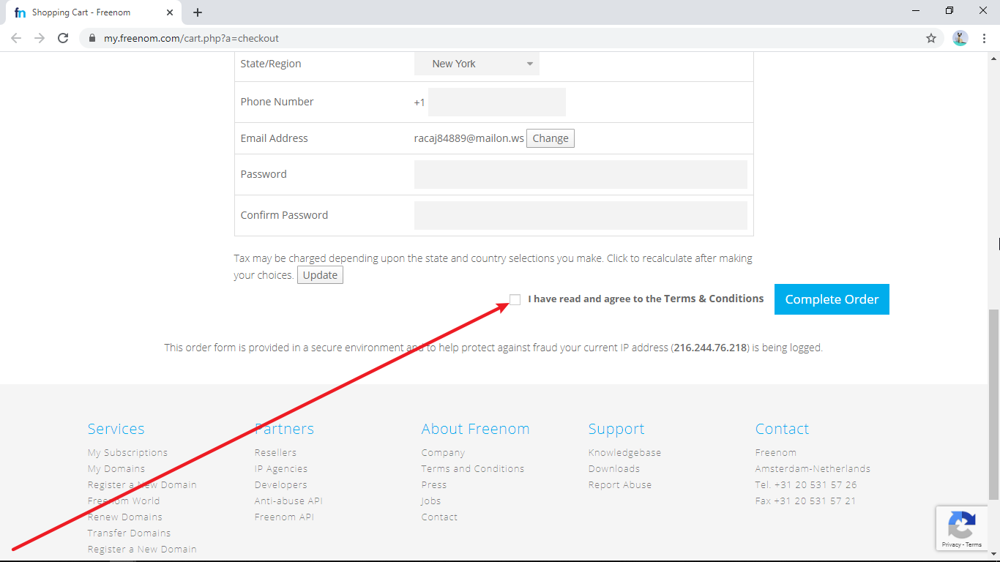 fn Shopping Cart - Freenom
my.freenom.com/cart.php?a=checkout
State/Region New York
Phone Number +1
Email Address racaj84889@mailon.ws Change
Password
Confirm Password
Tax may be charged depending upon the state and country selections you make. Click to recalculate after making
your choices. Update
I have read and agree to the Terms & Conditions Complete Order
This order form is provided in a secure environment and to help protect against fraud your current IP address (216.244.76.218) is being logged.
Services Partners About Freenom Support Contact
My Subscriptions Resellers Company Knowledgebase Freenom
My Domains IP Agencies Terms and Conditions Downloads Amsterdam-Netherlands
Register a New Domain Developers Press Report Abuse Tel. +31 20 531 57 26
Freenom World Anti-abuse API Jobs Fax +31 20 531 57 21
Renew Domains Freenom API Contact
Transfer Domains
Register a New Domain
Privacy - Terms